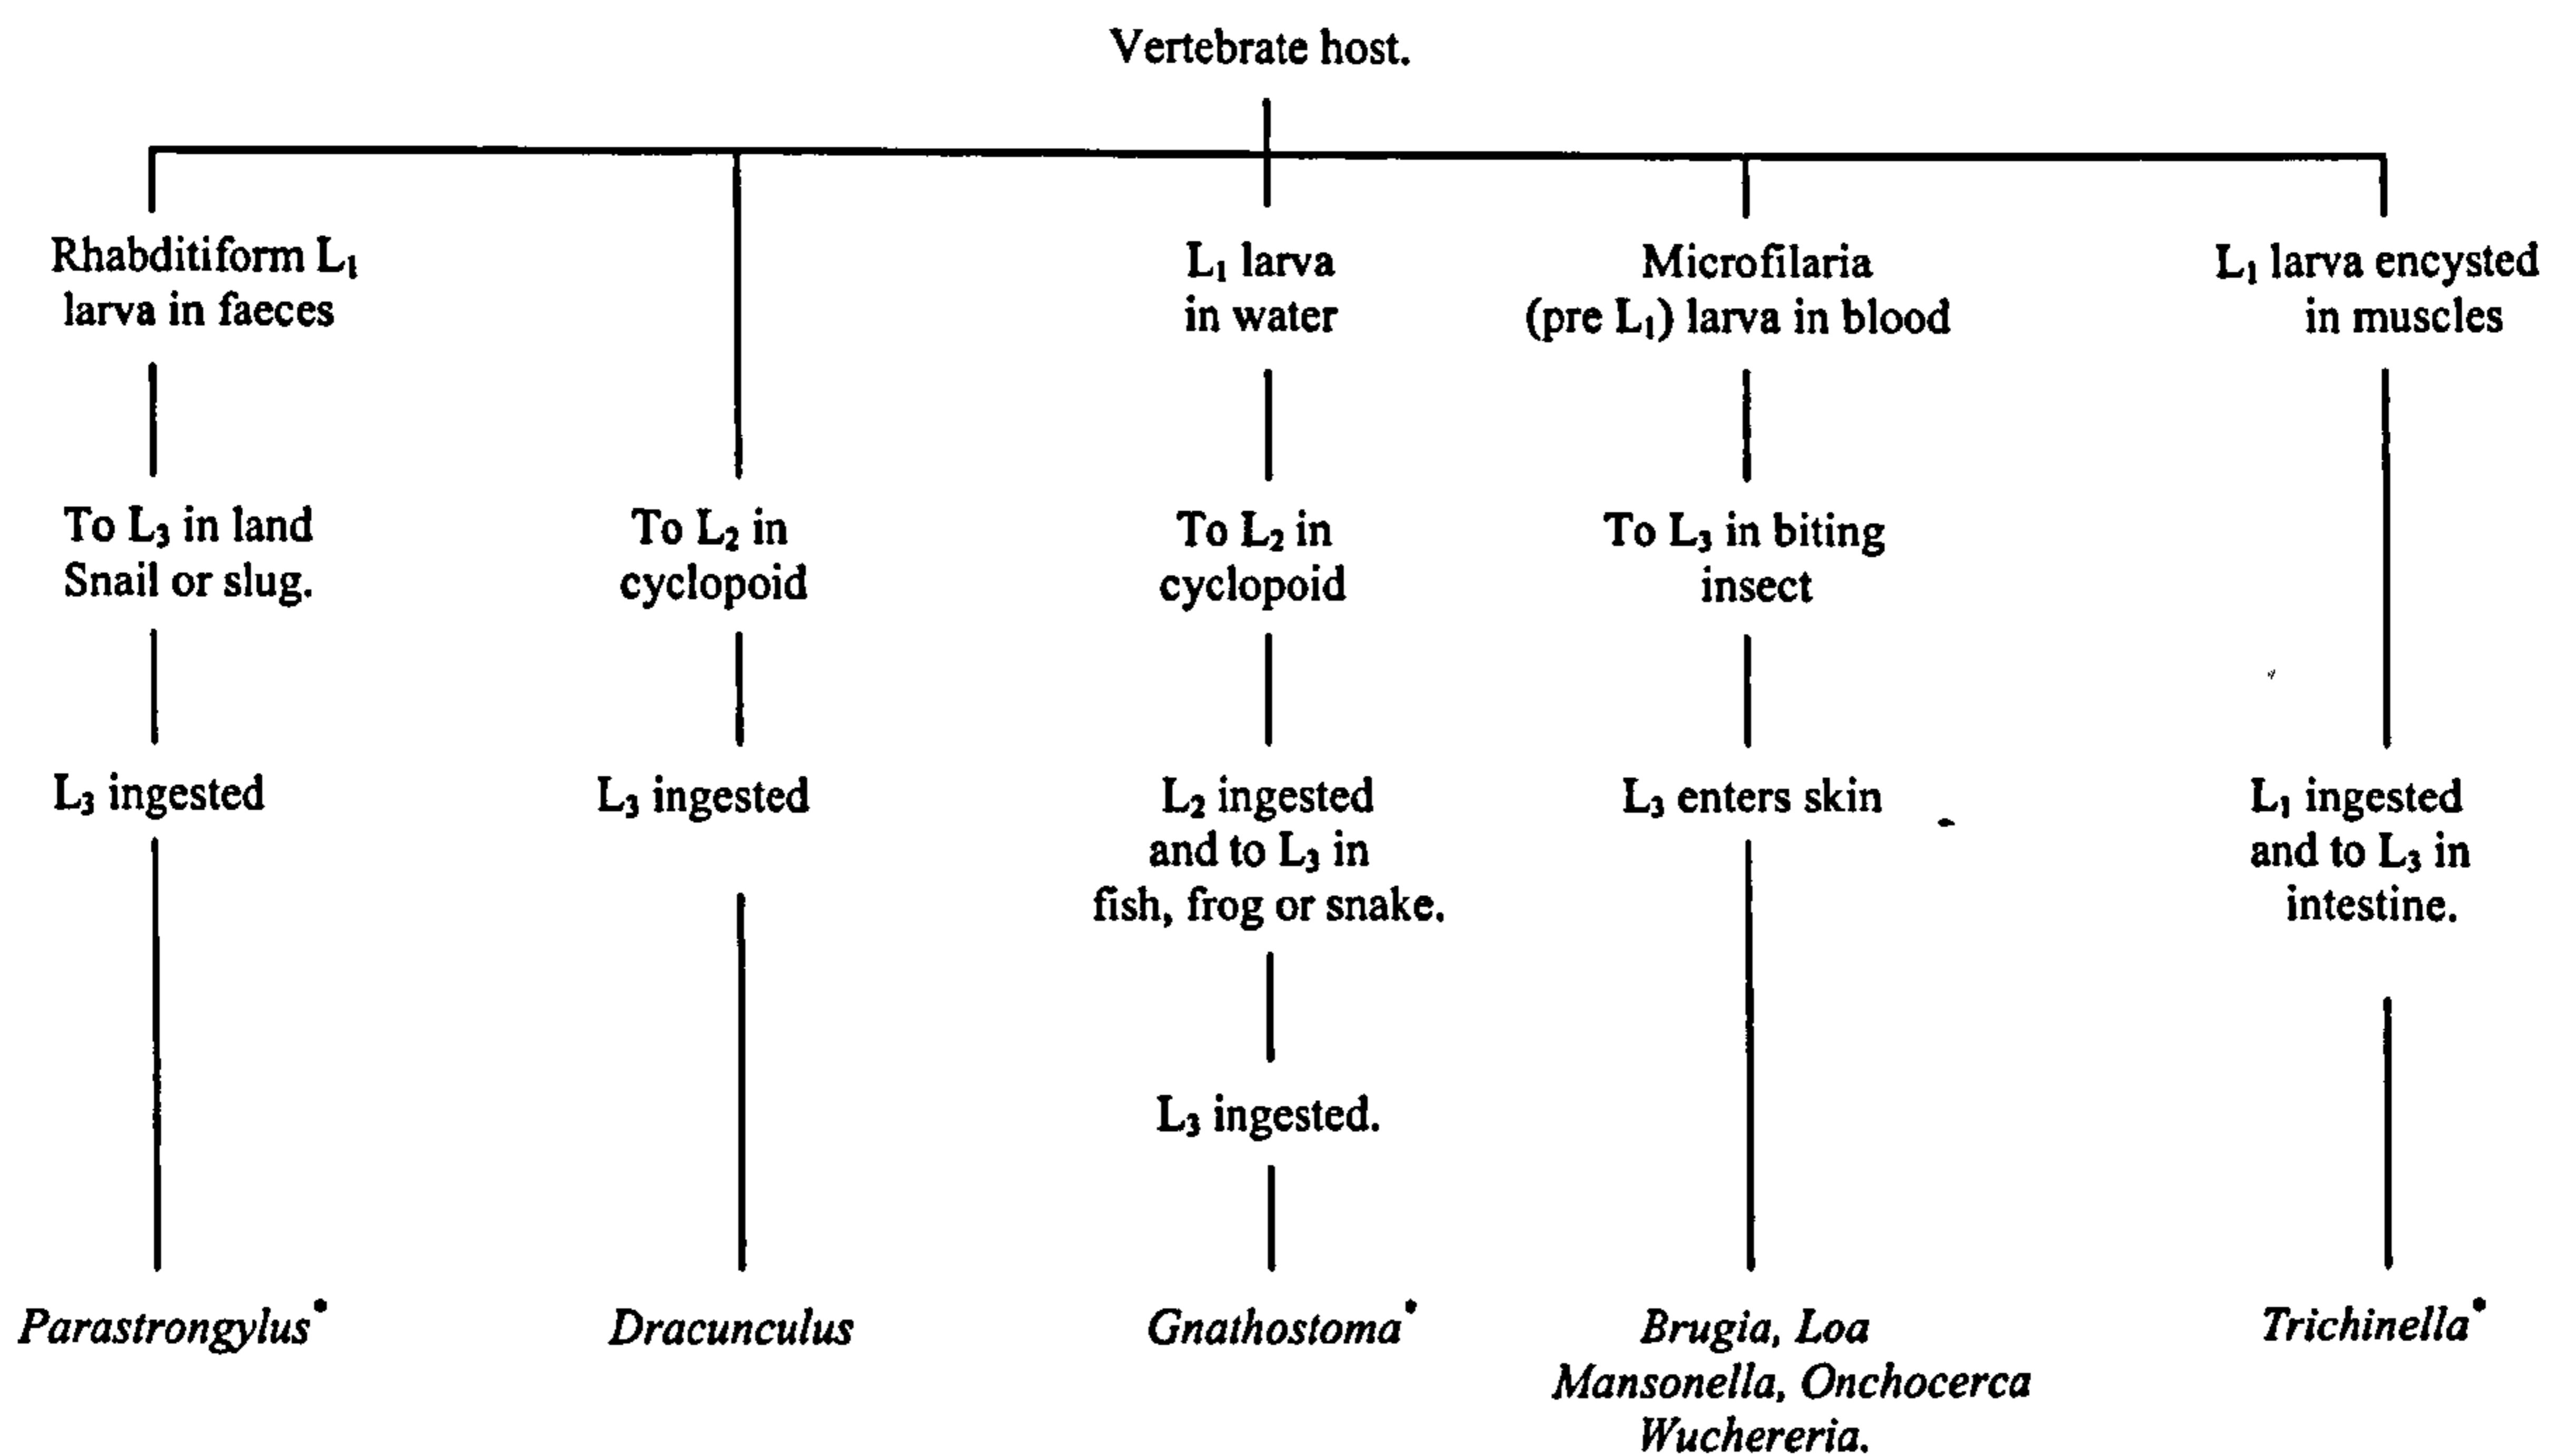 Vertebrate host.
Rhabditiform L₁
larva in faeces
L₁ larva
in water
Microfilaria
(pre L₁) larva in blood
L₁ larva encysted
in muscles
To L₃ in land
Snail or slug.
To L₂ in
cyclopoid
To L₂ in
cyclopoid
To L₃ in biting
insect
L₃ ingested
L₃ ingested
L₂ ingested
and to L₃ in
fish, frog or snake.
L₃ enters skin
L₁ ingested
and to L₃ in
intestine.
L₃ ingested.
Parastrongylus•
Dracunculus
Gnathostoma•
Brugia, Loa
Mansonella, Onchocerca
Wuchereria.
Trichinella•